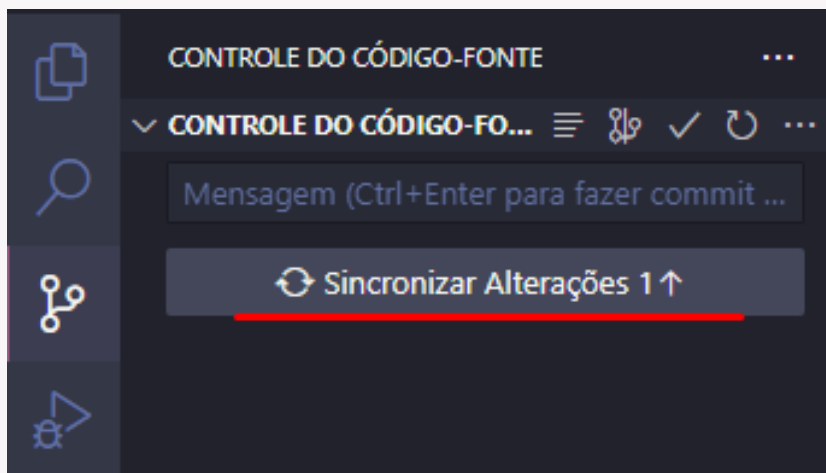 CONTROLE DO CÓDIGO-FONTE
CONTROLE DO CÓDIGO-FO...
Mensagem (Ctrl+Enter para fazer commit ...
Sincronizar Alterações 1↑